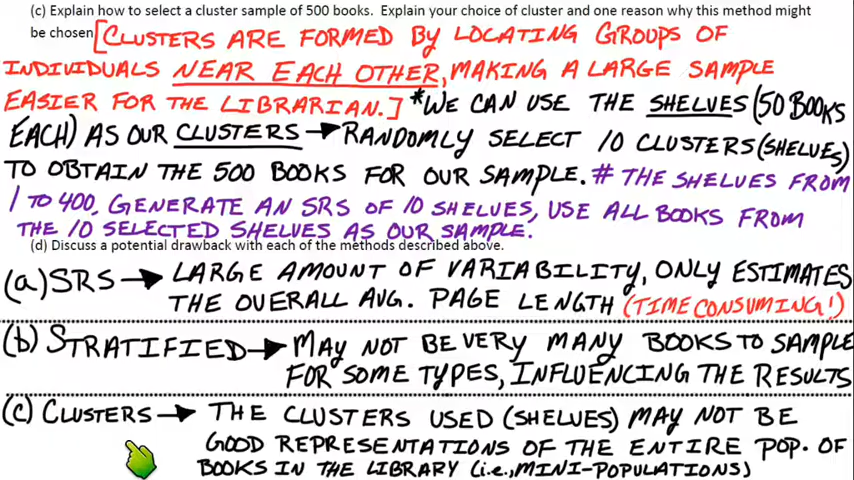 (c) Explain how to select a cluster sample of 500 books.  Explain your choice of cluster and one reason why this method might
be chosen. [CLUSTERS ARE FORMED BY LOCATING GROUPS OF
INDIVIDUALS NEAR EACH OTHER, MAKING A LARGE SAMPLE
EASIER FOR THE LIBRARIAN.] *WE CAN USE THE SHELVES (50 BOOKS
EACH) AS OUR CLUSTERS → RANDOMLY SELECT 10 CLUSTERS (SHELVES)
TO OBTAIN THE 500 BOOKS FOR OUR SAMPLE. # THE SHELVES FROM
1 TO 400. GENERATE AN SRS OF 10 SHELVES, USE ALL BOOKS FROM
THE 10 SELECTED SHELVES AS OUR SAMPLE.
(d) Discuss a potential drawback with each of the methods described above.
(a) SRS → LARGE AMOUNT OF VARIABILITY, ONLY ESTIMATES
THE OVERALL AVG. PAGE LENGTH (TIME CONSUMING!)
(b) STRATIFIED → MAY NOT BE VERY MANY BOOKS TO SAMPLE
FOR SOME TYPES, INFLUENCING THE RESULTS
(c) CLUSTERS → THE CLUSTERS USED (SHELVES) MAY NOT BE
GOOD REPRESENTATIONS OF THE ENTIRE POP. OF
BOOKS IN THE LIBRARY (i.e., MINI-POPULATIONS)